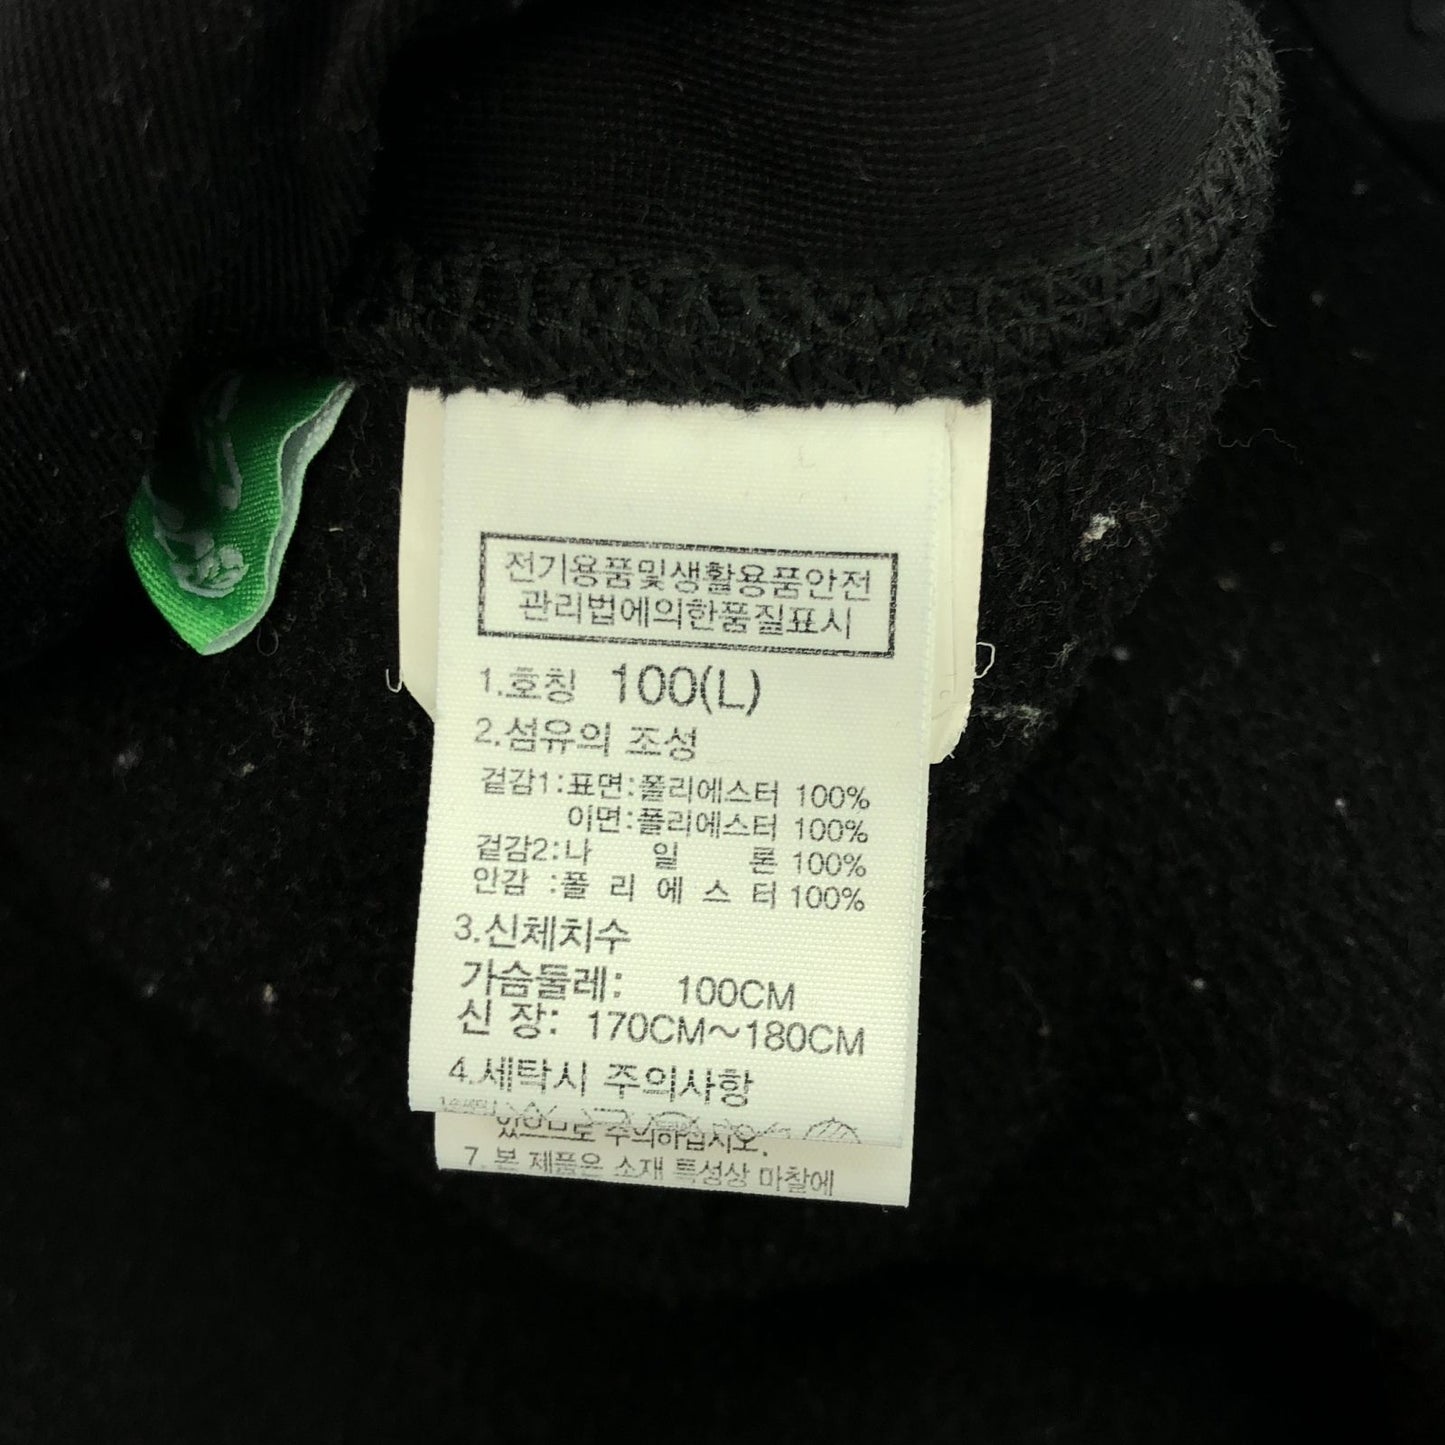 전기용품및생활용품안전
관리법에의한품질표시
1.호칭 100(L)
2.섬유의 조성
겉감1:표면:폴리에스터 100%
이면:폴리에스터 100%
겉감2:나 일 론 100%
안감 :폴 리 에 스 터 100%
3.신체치수
가슴둘레: 100CM
신 장: 170CM~180CM
4.세탁시 주의사항
있으므로 주의하십시오.
7. 본 제품은 소재 특성상 마찰에